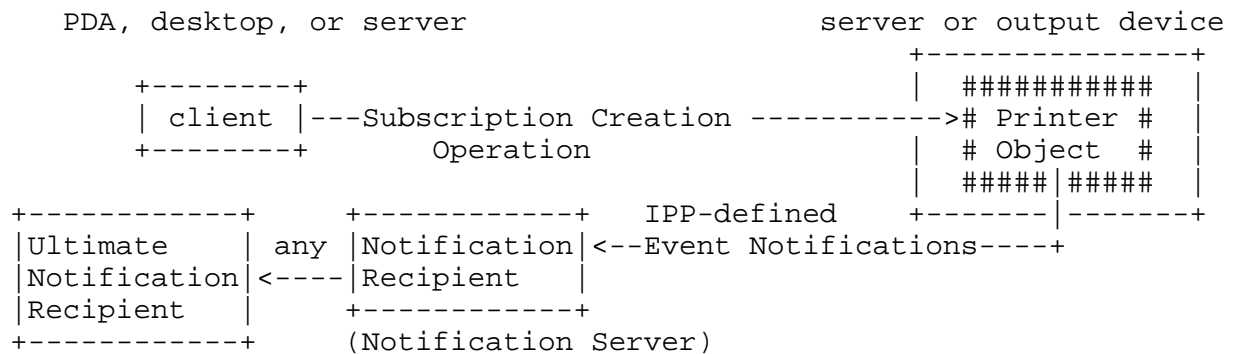 PDA, desktop, or server server or output device
+---------------+
+--------+ | ########### |
| client |---Subscription Creation -----------># Printer # |
+--------+ Operation | # Object # |
| #####|##### |
+------------+ +------------+ IPP-defined +-------|-------+
|Ultimate | any |Notification|<--Event Notifications----+
|Notification|<----|Recipient |
|Recipient | +------------+
+------------+ (Notification Server)